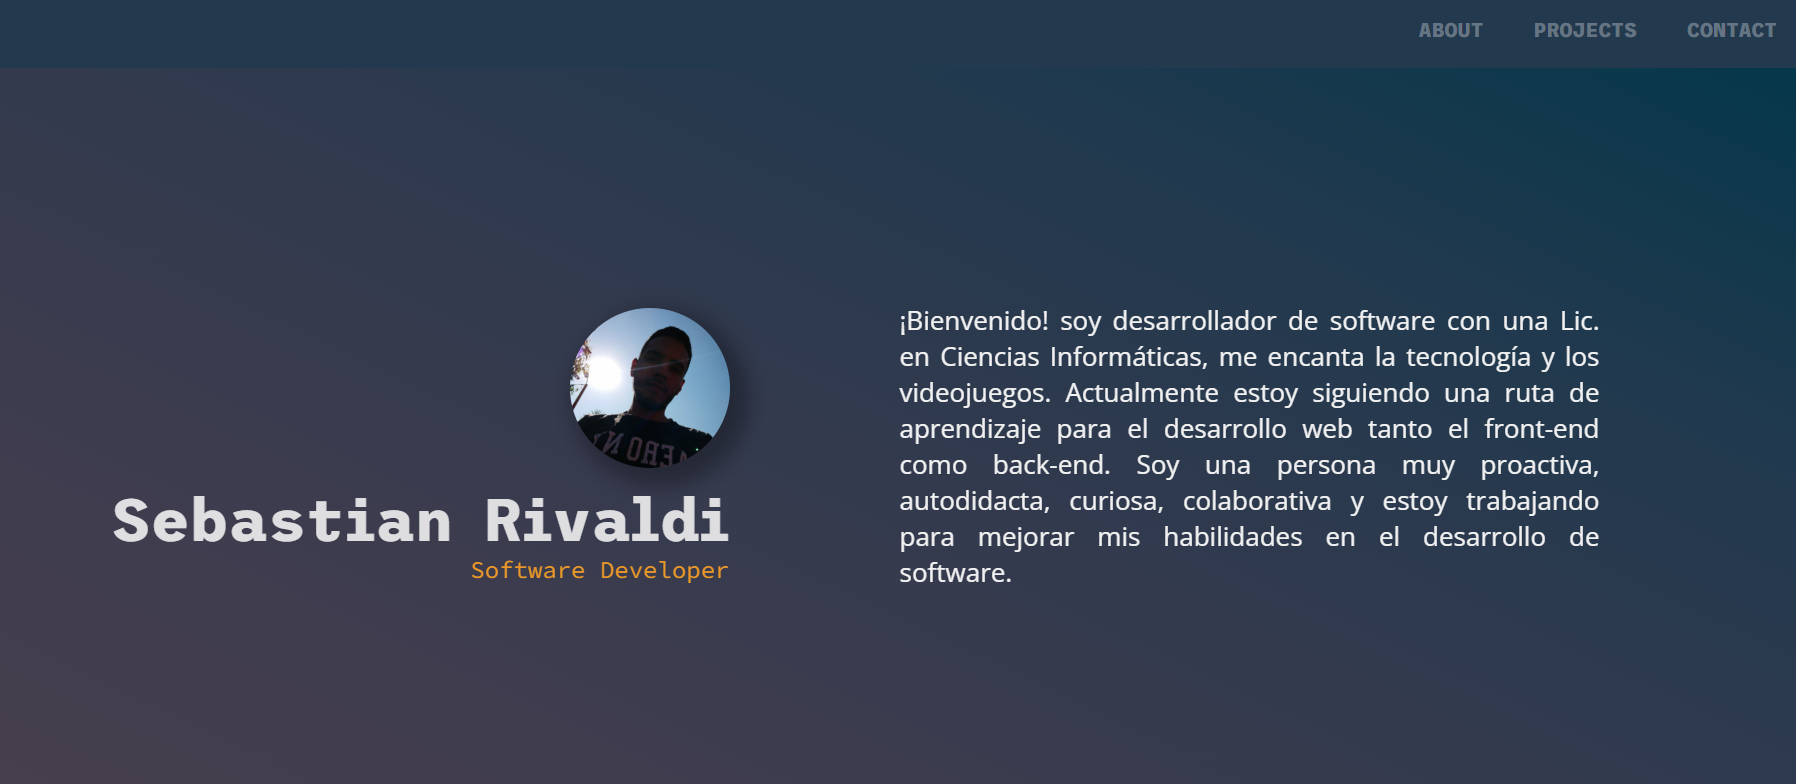 ABOUT PROJECTS CONTACT
Sebastian Rivaldi
Software Developer
¡Bienvenido! soy desarrollador de software con una Lic.
en Ciencias Informáticas, me encanta la tecnología y los
videojuegos. Actualmente estoy siguiendo una ruta de
aprendizaje para el desarrollo web tanto el front-end
como back-end. Soy una persona muy proactiva,
autodidacta, curiosa, colaborativa y estoy trabajando
para mejorar mis habilidades en el desarrollo de
software.